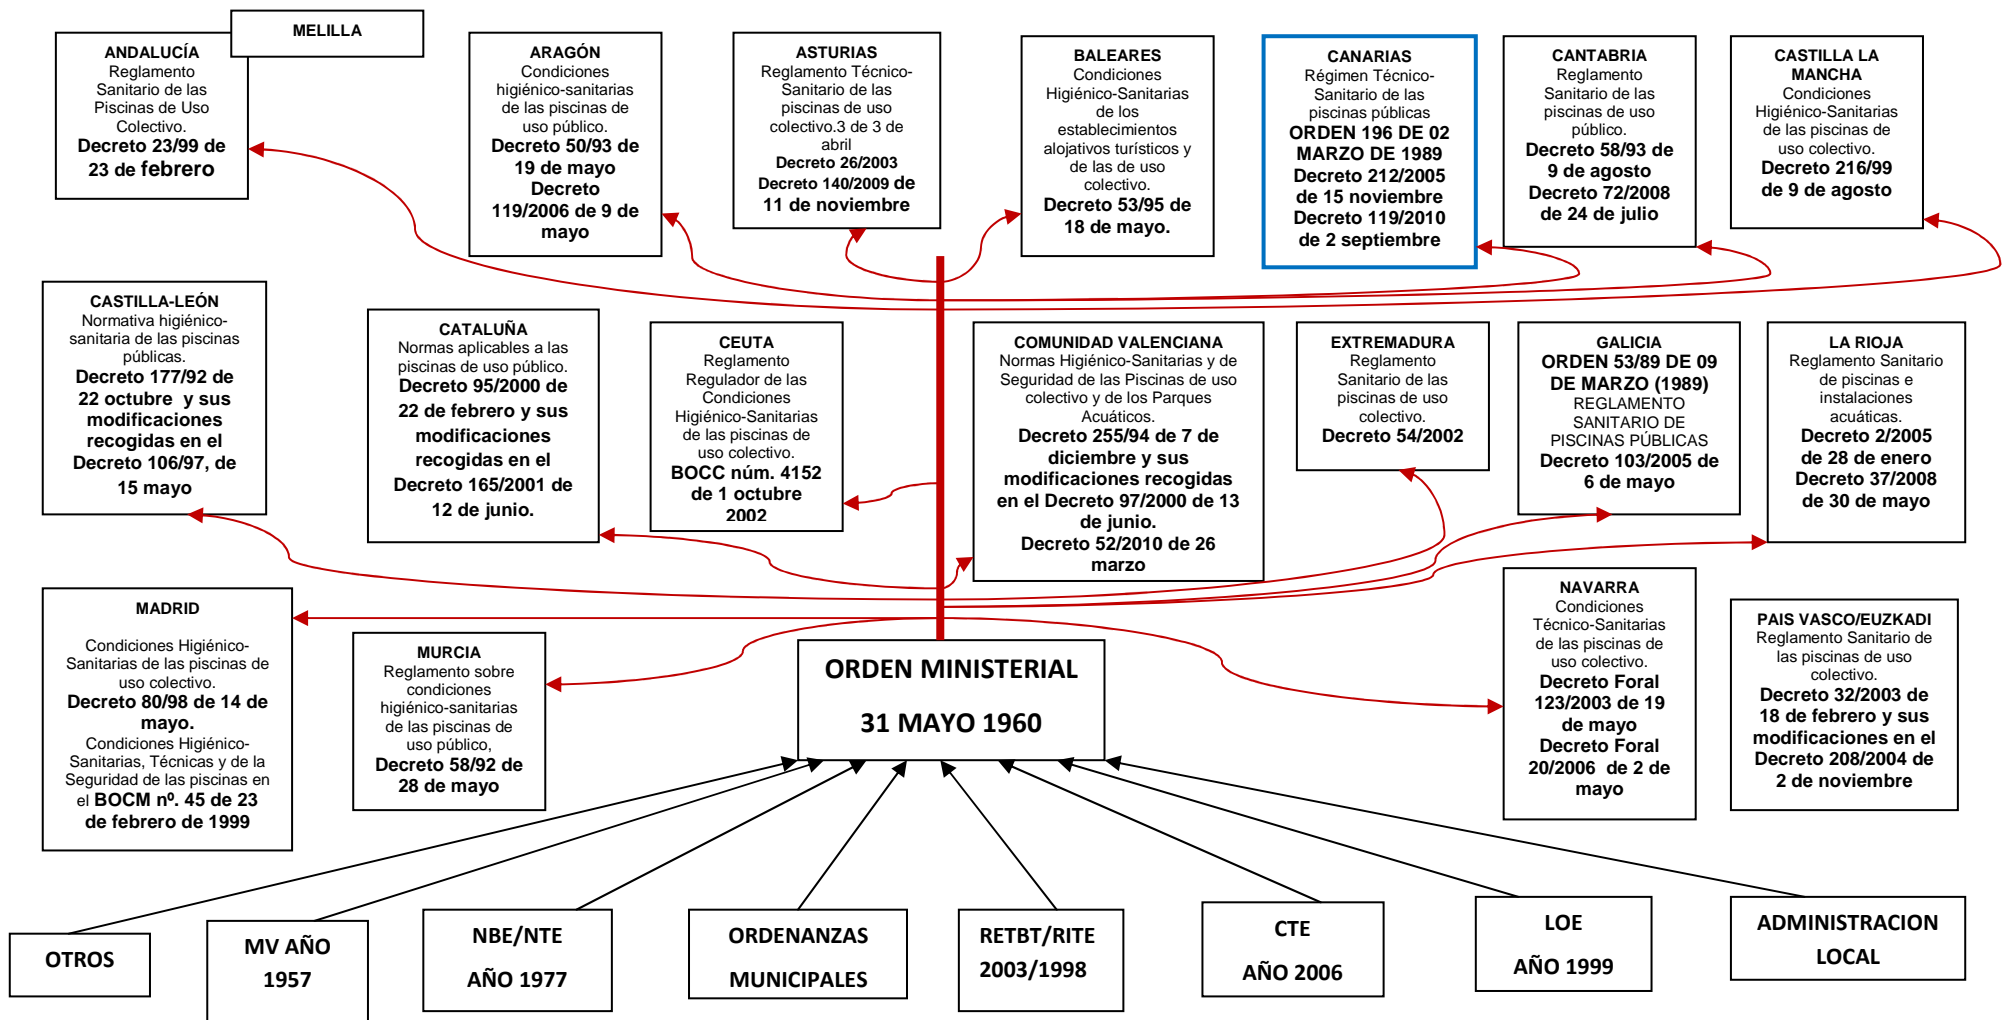 MELILLA
ANDALUCÍA
Reglamento
Sanitario de las
Piscinas de Uso
Colectivo.
Decreto 23/99 de
23 de febrero
ARAGÓN
Condiciones
higiénico-sanitarias
de las piscinas de
uso público.
Decreto 50/93 de
19 de mayo
Decreto
119/2006 de 9 de
mayo
ASTURIAS
Reglamento Técnico-
Sanitario de las
piscinas de uso
colectivo.3 de 3 de
abril
Decreto 26/2003
Decreto 140/2009 de
11 de noviembre
BALEARES
Condiciones
Higiénico-Sanitarias
de los
establecimientos
alojativos turísticos y
de las de uso
colectivo.
Decreto 53/95 de
18 de mayo.
CANARIAS
Régimen Técnico-
Sanitario de las
piscinas públicas
ORDEN 196 DE 02
MARZO DE 1989
Decreto 212/2005
de 15 noviembre
Decreto 119/2010
de 2 septiembre
CANTABRIA
Reglamento
Sanitario de las
piscinas de uso
público.
Decreto 58/93 de
9 de agosto
Decreto 72/2008
de 24 de julio
CASTILLA LA
MANCHA
Condiciones
Higiénico-Sanitarias
de las piscinas de
uso colectivo.
Decreto 216/99
de 9 de agosto
CASTILLA-LEÓN
Normativa higiénico-
sanitaria de las piscinas
públicas.
Decreto 177/92 de
22 octubre  y sus
modificaciones
recogidas en el
Decreto 106/97, de
15 mayo
CATALUÑA
Normas aplicables a las
piscinas de uso público.
Decreto 95/2000 de
22 de febrero y sus
modificaciones
recogidas en el
Decreto 165/2001 de
12 de junio.
CEUTA
Reglamento
Regulador de las
Condiciones
Higiénico-Sanitarias
de las piscinas de
uso colectivo.
BOCC núm. 4152
de 1 octubre
2002
COMUNIDAD VALENCIANA
Normas Higiénico-Sanitarias y de
Seguridad de las Piscinas de uso
colectivo y de los Parques
Acuáticos.
Decreto 255/94 de 7 de
diciembre y sus
modificaciones recogidas
en el Decreto 97/2000 de 13
de junio.
Decreto 52/2010 de 26
marzo
EXTREMADURA
Reglamento
Sanitario de las
piscinas de uso
colectivo.
Decreto 54/2002
GALICIA
ORDEN 53/89 DE 09
DE MARZO (1989)
REGLAMENTO
SANITARIO DE
PISCINAS PÚBLICAS
Decreto 103/2005 de
6 de mayo
LA RIOJA
Reglamento Sanitario
de piscinas e
instalaciones
acuáticas.
Decreto 2/2005
de 28 de enero
Decreto 37/2008
de 30 de mayo
MADRID
Condiciones Higiénico-
Sanitarias de las piscinas de
uso colectivo.
Decreto 80/98 de 14 de
mayo.
Condiciones Higiénico-
Sanitarias, Técnicas y de la
Seguridad de las piscinas en
el BOCM nº. 45 de 23
de febrero de 1999
MURCIA
Reglamento sobre
condiciones
higiénico-sanitarias
de las piscinas de
uso público,
Decreto 58/92 de
28 de mayo
ORDEN MINISTERIAL
31 MAYO 1960
NAVARRA
Condiciones
Técnico-Sanitarias
de las piscinas de
uso colectivo.
Decreto Foral
123/2003 de 19
de mayo
Decreto Foral
20/2006  de 2 de
mayo
PAIS VASCO/EUZKADI
Reglamento Sanitario de
las piscinas de uso
colectivo.
Decreto 32/2003 de
18 de febrero y sus
modificaciones en el
Decreto 208/2004 de
2 de noviembre
OTROS
MV AÑO
1957
NBE/NTE
AÑO 1977
ORDENANZAS
MUNICIPALES
RETBT/RITE
2003/1998
CTE
AÑO 2006
LOE
AÑO 1999
ADMINISTRACION
LOCAL